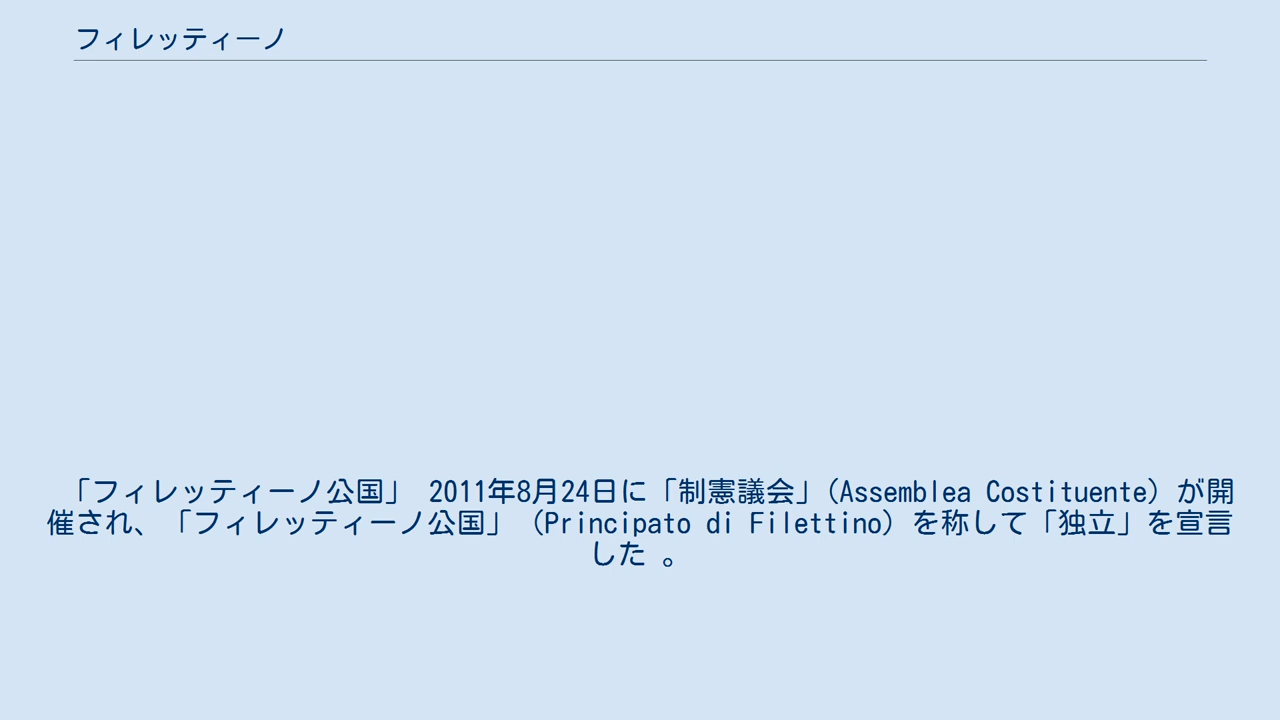 フィレッティーノ
「フィレッティーノ公国」 2011年8月24日に「制憲議会」(Assemblea Costituente) が開
催され、「フィレッティーノ公国」 (Principato di Filettino) を称して「独立」を宣言
した 。